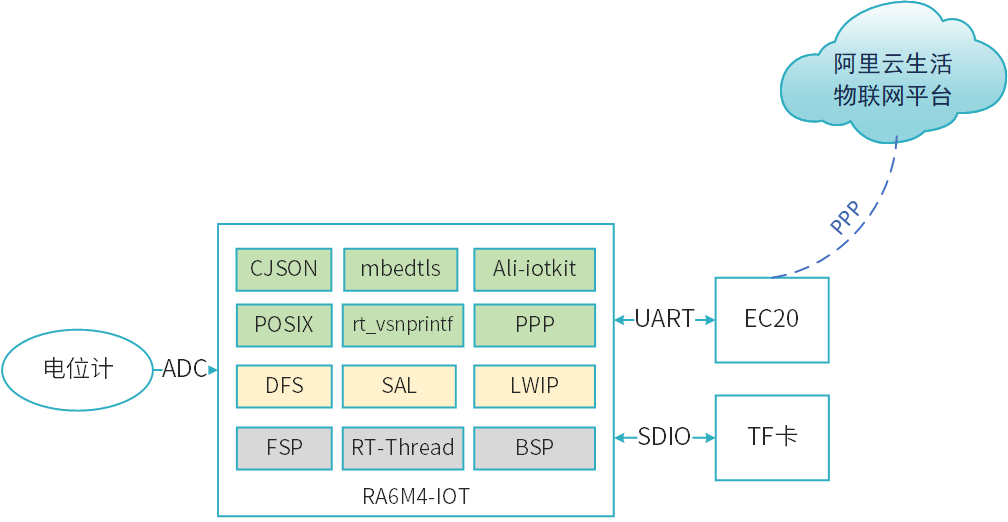 阿里云生活
物联网平台
PPP
CJSON
mbedtls
Ali-iotkit
POSIX
rt_vsnprintf
PPP
UART
EC20
电位计
ADC
DFS
SAL
LWIP
FSP
RT-Thread
BSP
SDIO
TF卡
RA6M4-IOT